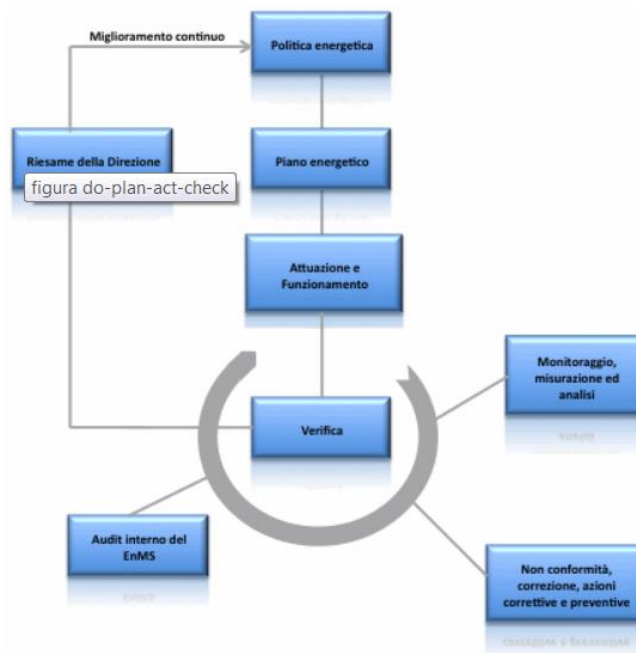 Miglioramento continuo
Politica energetica
Riesame della Direzione
figura do-plan-act-check
Piano energetico
Attuazione e
Funzionamento
Monitoraggio,
misurazione ed
analisi
Verifica
Audit interno del
EnMS
Non conformità,
correzione, azioni
correttive e preventive